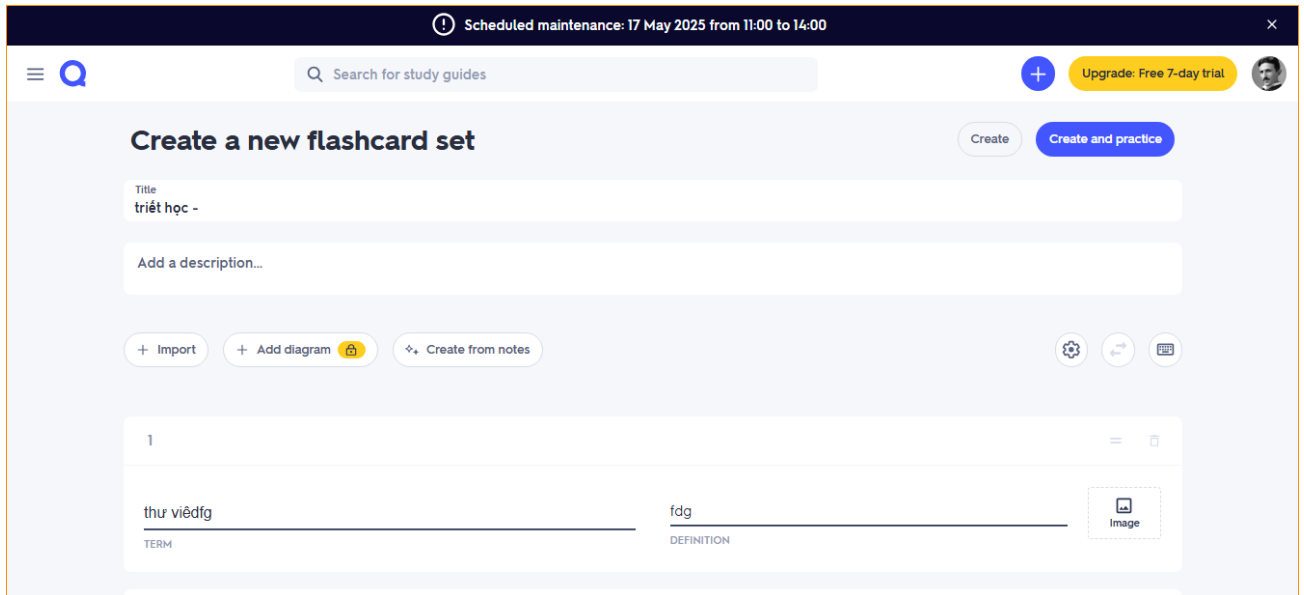 Scheduled maintenance: 17 May 2025 from 11:00 to 14:00
Search for study guides
Upgrade: Free 7-day trial
Create a new flashcard set
Create
Create and practice
Title
triết học -
Add a description...
Import
Add diagram
Create from notes
1
thư viêdfg
fdg
Image
TERM
DEFINITION